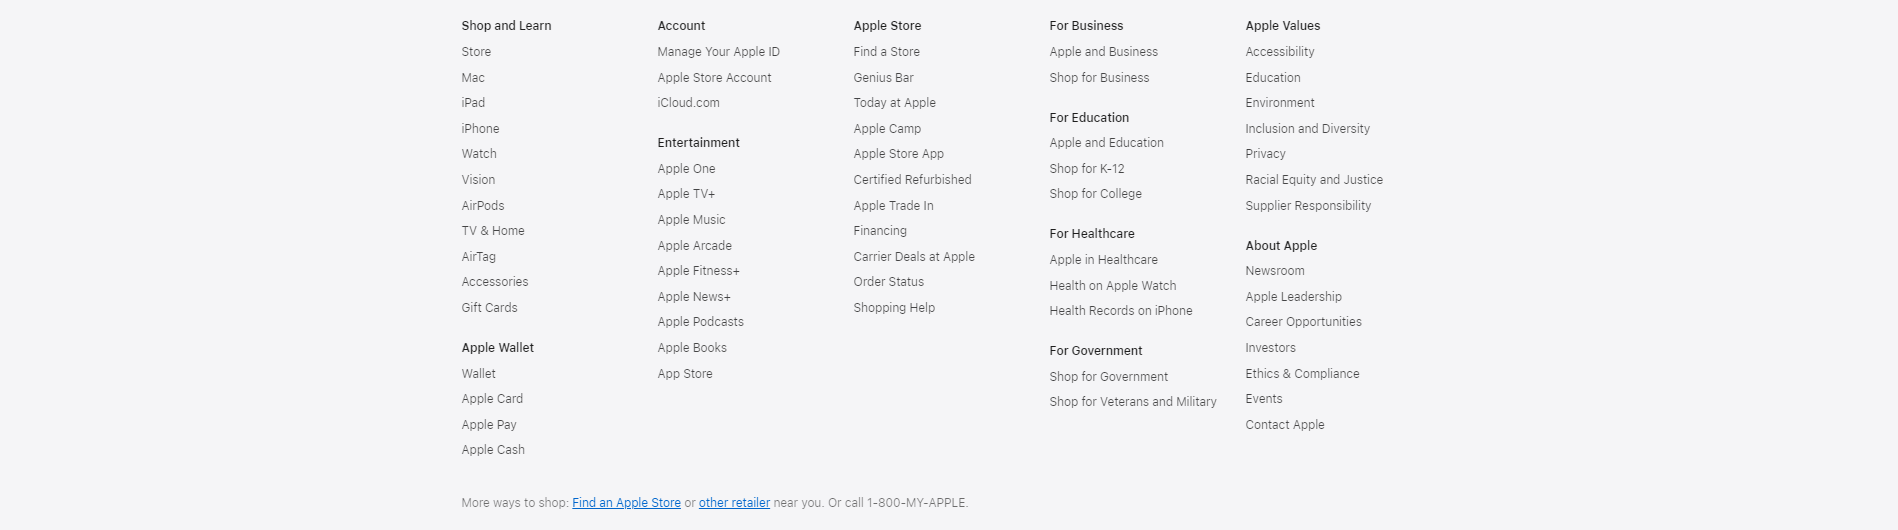 Shop and Learn
Store
Mac
iPad
iPhone
Watch
Vision
AirPods
TV & Home
AirTag
Accessories
Gift Cards
Apple Wallet
Wallet
Apple Card
Apple Pay
Apple Cash
Account
Manage Your Apple ID
Apple Store Account
iCloud.com
Entertainment
Apple One
Apple TV+
Apple Music
Apple Arcade
Apple Fitness+
Apple News+
Apple Podcasts
Apple Books
App Store
Apple Store
Find a Store
Genius Bar
Today at Apple
Apple Camp
Apple Store App
Certified Refurbished
Apple Trade In
Financing
Carrier Deals at Apple
Order Status
Shopping Help
For Business
Apple and Business
Shop for Business
For Education
Apple and Education
Shop for K-12
Shop for College
For Healthcare
Apple in Healthcare
Health on Apple Watch
Health Records on iPhone
For Government
Shop for Government
Shop for Veterans and Military
Apple Values
Accessibility
Education
Environment
Inclusion and Diversity
Privacy
Racial Equity and Justice
Supplier Responsibility
About Apple
Newsroom
Apple Leadership
Career Opportunities
Investors
Ethics & Compliance
Events
Contact Apple
More ways to shop: Find an Apple Store or other retailer near you. Or call 1-800-MY-APPLE.